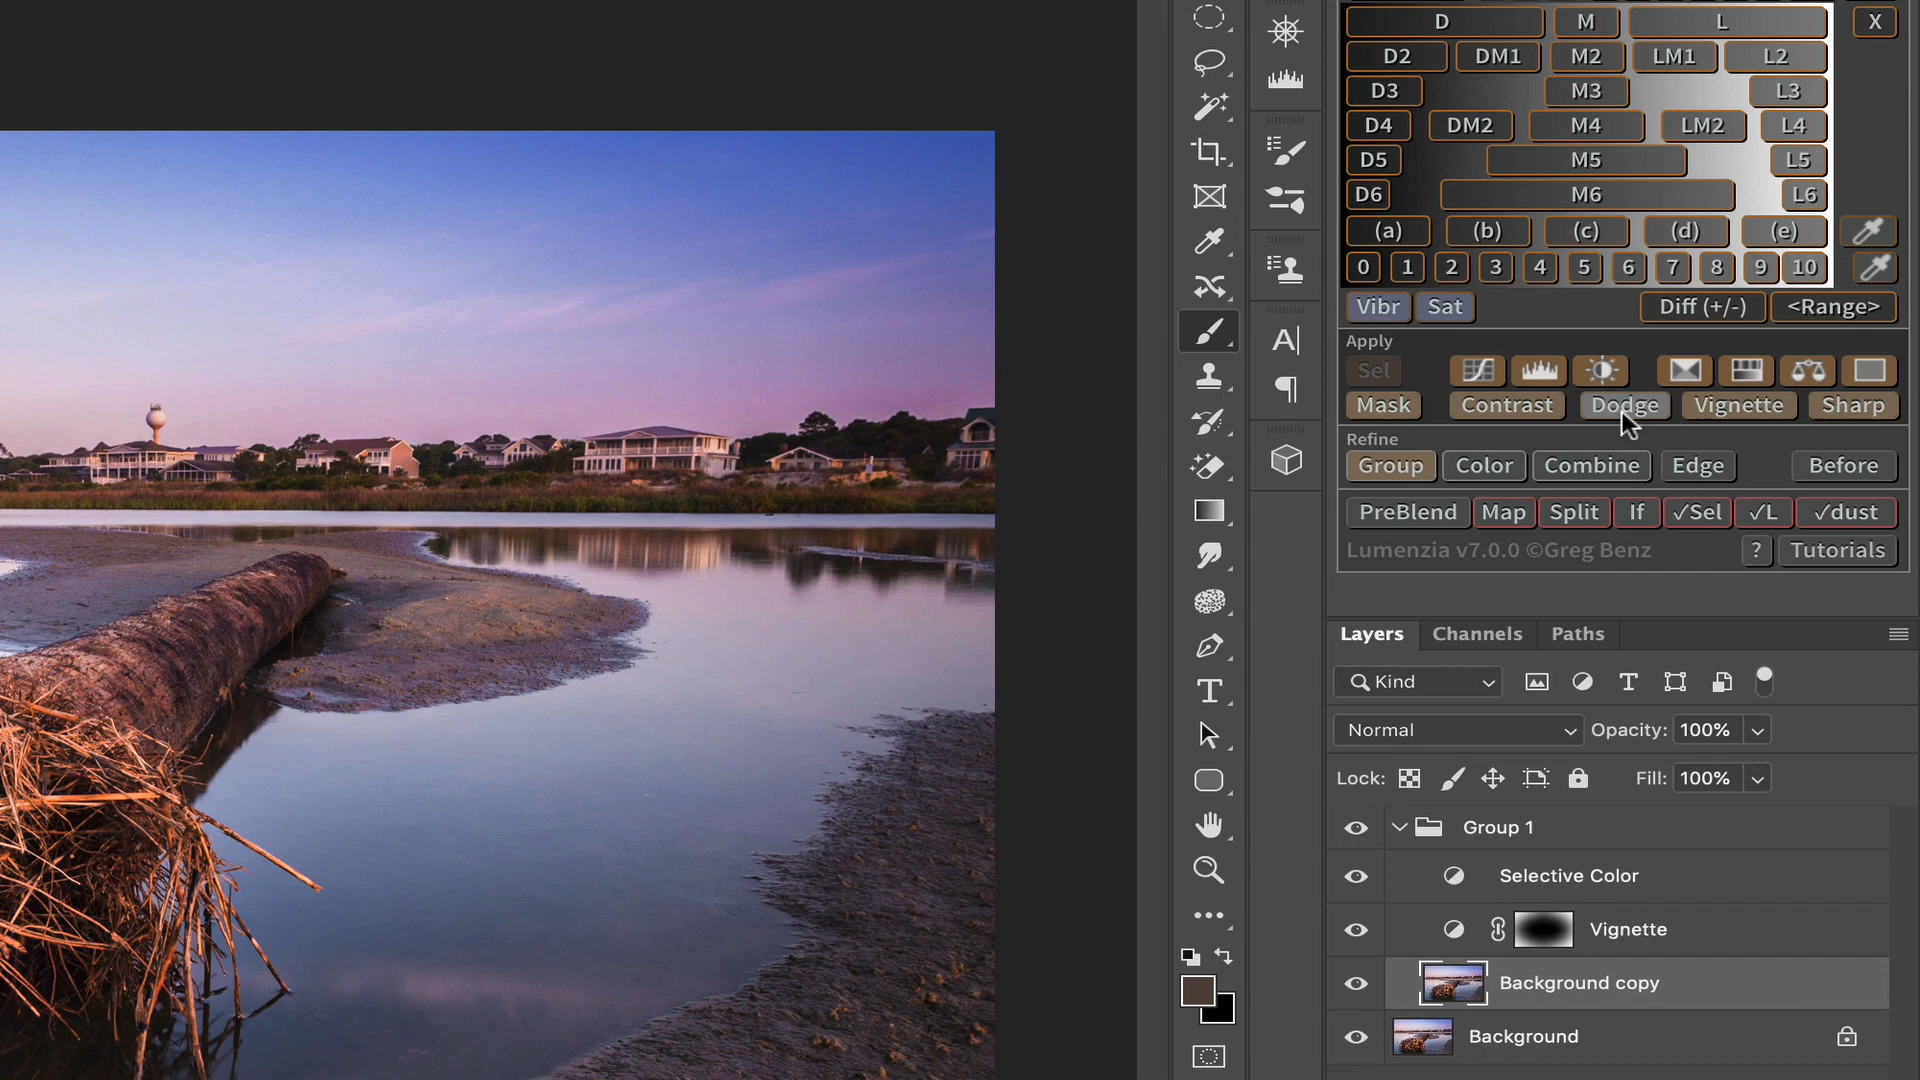 D M L X
D2 DM1 M2 LM1 L2
D3 M3 L3
D4 DM2 M4 LM2 L4
D5 M5 L5
D6 M6 L6
(a) (b) (c) (d) (e)
0 1 2 3 4 5 6 7 8 9 10
Vibr Sat Diff (+/-) <Range>
Apply
Sel
Mask Contrast Dodge Vignette Sharp
Refine
Group Color Combine Edge Before
PreBlend Map Split If ✓Sel ✓L ✓dust
Lumenzia v7.0.0 ©Greg Benz ? Tutorials
Layers Channels Paths
Kind
Normal Opacity: 100%
Lock: Fill: 100%
Group 1
Selective Color
Vignette
Background copy
Background